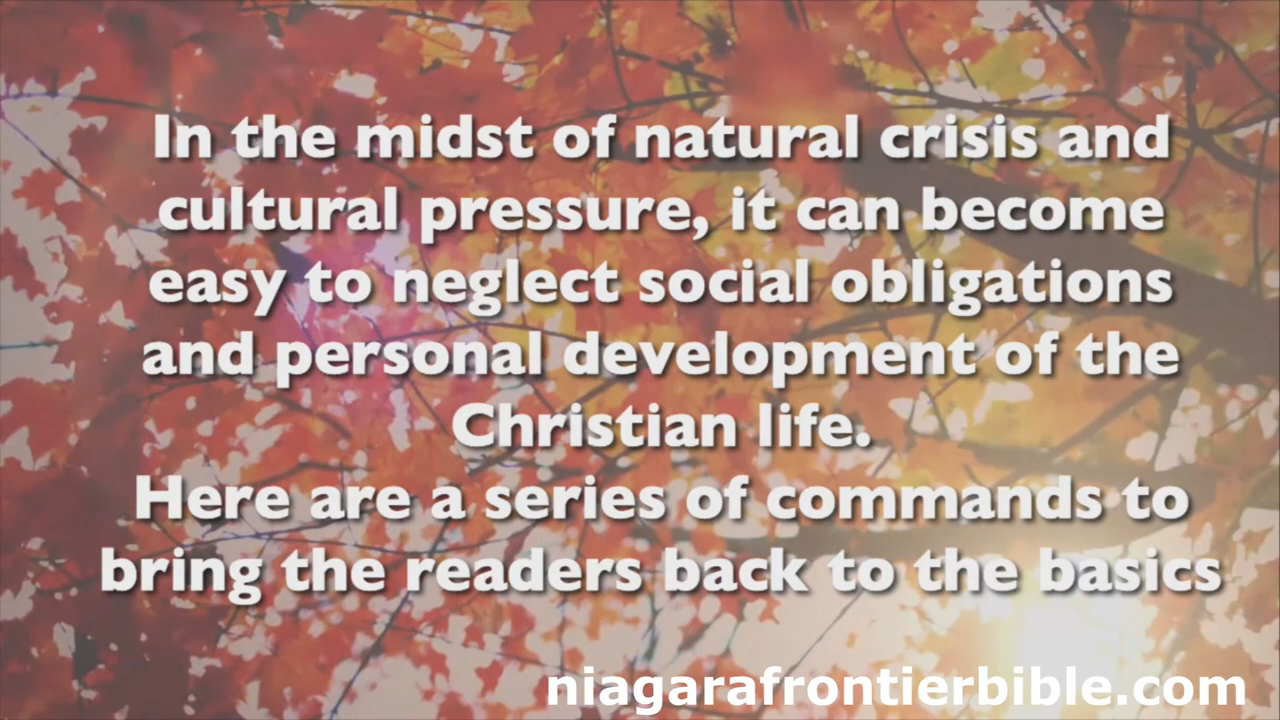 In the midst of natural crisis and
cultural pressure, it can become
easy to neglect social obligations
and personal development of the
Christian life.
Here are a series of commands to
bring the readers back to the basics
niagarafrontierbible.com